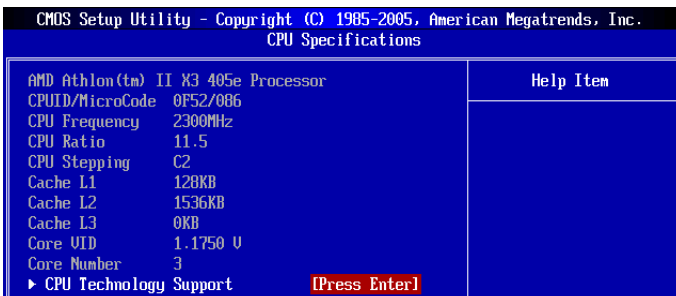 CMOS Setup Utility - Copyright (C) 1985-2005, American Megatrends, Inc.
CPU Specifications
AMD Athlon(tm) II X3 405e Processor
Help Item
CPUID/MicroCode 0F52/086
CPU Frequency 2300MHz
CPU Ratio 11.5
CPU Stepping C2
Cache L1 128KB
Cache L2 1536KB
Cache L3 0KB
Core VID 1.1750 V
Core Number 3
▶ CPU Technology Support [Press Enter]